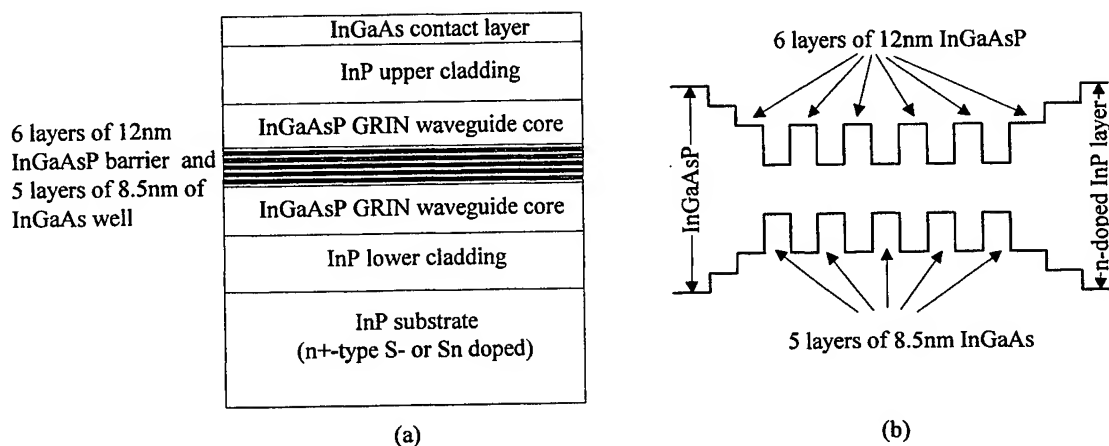 InGaAs contact layer
InP upper cladding
InGaAsP GRIN waveguide core
6 layers of 12nm
InGaAsP barrier and
5 layers of 8.5nm of
InGaAs well
InGaAsP GRIN waveguide core
InP lower cladding
InP substrate
(n+-type S- or Sn doped)
(a)
6 layers of 12nm InGaAsP
InGaAsP
n-doped InP layer
5 layers of 8.5nm InGaAs
(b)